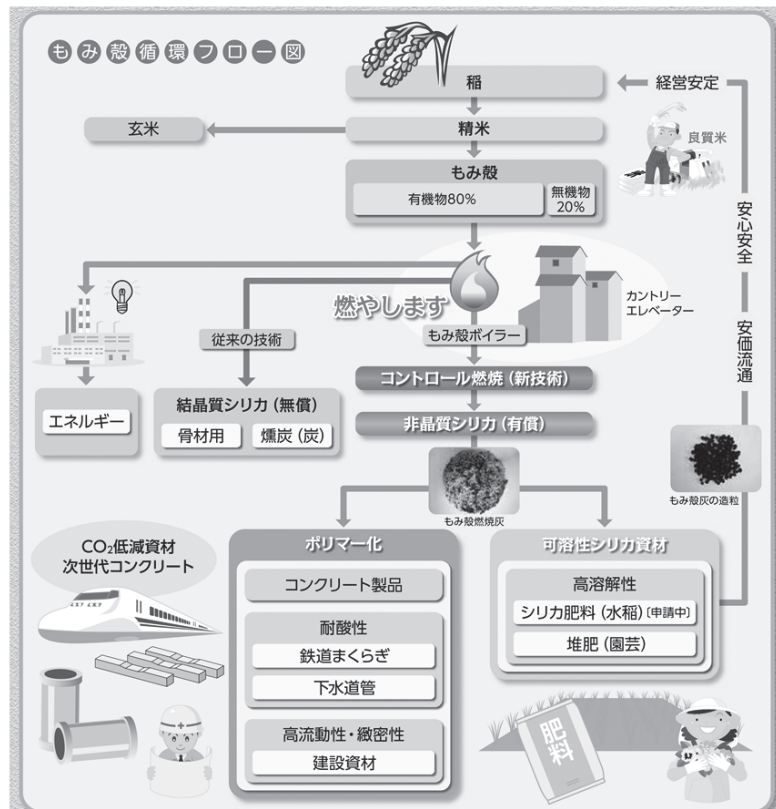 もみ殻循環フロー図
稲
経営安定
玄米
精米
良質米
もみ殻
有機物80%
無機物
20%
安心安全
燃やします
カントリー
エレベーター
従来の技術
もみ殻ボイラー
安価流通
コントロール燃焼（新技術）
エネルギー
結晶質シリカ（無償）
骨材用
燻炭（炭）
非晶質シリカ（有償）
もみ殻灰の造粒
もみ殻燃焼灰
CO₂低減資材
次世代コンクリート
ポリマー化
コンクリート製品
耐酸性
鉄道まくらぎ
下水道管
高流動性・緻密性
建設資材
可溶性シリカ資材
高溶解性
シリカ肥料（水稲）〔申請中〕
堆肥（園芸）
肥料